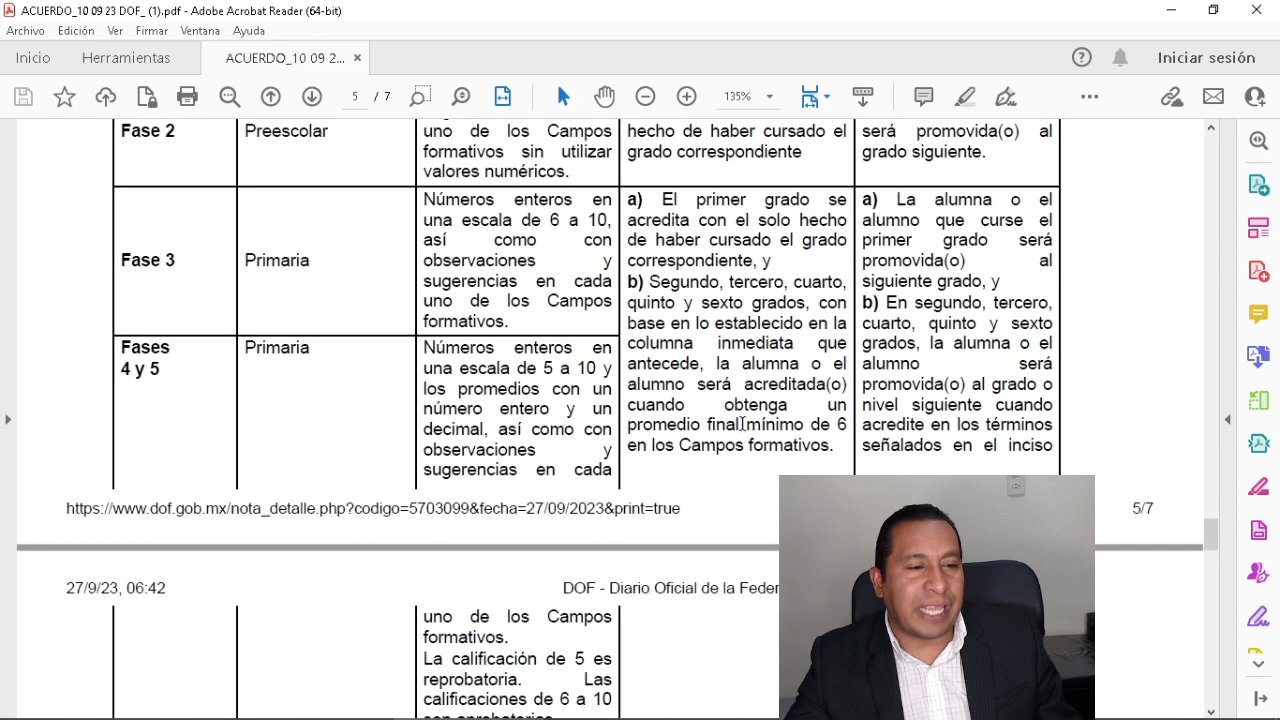 ACUERDO_10 09 23 DOF_ (1).pdf - Adobe Acrobat Reader (64-bit)
Archivo Edición Ver Firmar Ventana Ayuda
Inicio Herramientas ACUERDO_10 09 2... × Iniciar sesión
5 / 7 135%
Fase 2
Preescolar
uno de los Campos
formativos sin utilizar
valores numéricos.
hecho de haber cursado el
grado correspondiente
será promovida(o) al
grado siguiente.
Fase 3
Primaria
Números enteros en
una escala de 6 a 10,
así como con
observaciones y
sugerencias en cada
uno de los Campos
formativos.
a) El primer grado se
acredita con el solo hecho
de haber cursado el grado
correspondiente, y
b) Segundo, tercero, cuarto,
quinto y sexto grados, con
base en lo establecido en la
columna inmediata que
antecede, la alumna o el
alumno será acreditada(o)
cuando obtenga un
promedio final mínimo de 6
en los Campos formativos.
a) La alumna o el
alumno que curse el
primer grado será
promovida(o) al
siguiente grado, y
b) En segundo, tercero,
cuarto, quinto y sexto
grados, la alumna o el
alumno será
promovida(o) al grado o
nivel siguiente cuando
acredite en los términos
señalados en el inciso
Fases
4 y 5
Primaria
Números enteros en
una escala de 5 a 10 y
los promedios con un
número entero y un
decimal, así como con
observaciones y
sugerencias en cada
https://www.dof.gob.mx/nota_detalle.php?codigo=5703099&fecha=27/09/2023&print=true 5/7
27/9/23, 06:42 DOF - Diario Oficial de la Feder
uno de los Campos
formativos.
La calificación de 5 es
reprobatoria. Las
calificaciones de 6 a 10